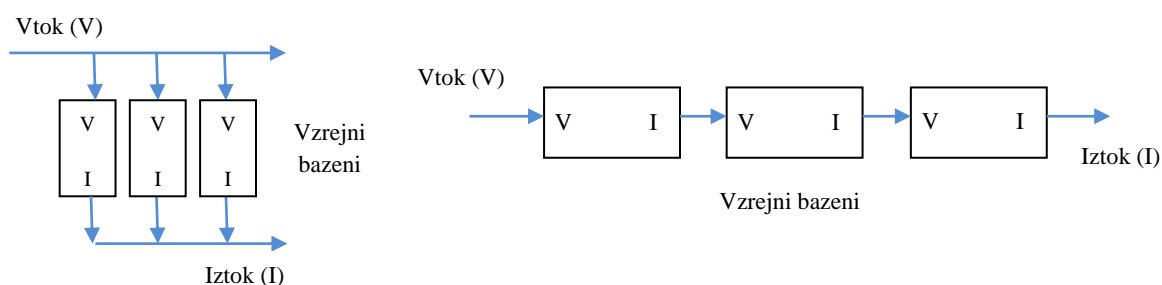 Vtok (V)
V V V
I I I
Vzrejni
bazeni
Iztok (I)
Vtok (V)
V I V I V I
Iztok (I)
Vzrejni bazeni